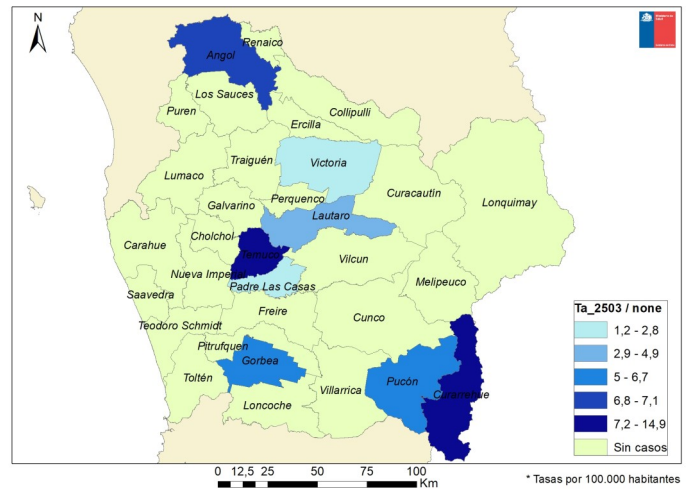 N
Renaico
Angol
Los Sauces
Collipulli
Puren
Ercilla
Traiguén
Victoria
Lumaco
Curacautín
Perquenco
Lonquimay
Galvarino
Lautaro
Cholchol
Carahue
Temuco
Vilcun
Nueva Imperial
Melipeuco
Padre Las Casas
Saavedra
Freire
Cunco
Teodoro Schmidt
Pitrufquen
Gorbea
Toltén
Pucón
Villarrica
Curarrehue
Loncoche
Ta_2503 / none
1,2 - 2,8
2,9 - 4,9
5 - 6,7
6,8 - 7,1
7,2 - 14,9
Sin casos
0 12,5 25 50 75 100
Km
* Tasas por 100.000 habitantes